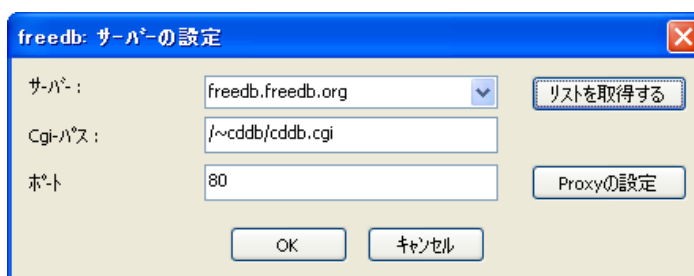 freedb: ｻｰﾊﾞｰの設定
ｻｰﾊﾞｰ：
freedb.freedb.org
ﾘｽﾄを取得する
Cgi-ﾊﾟｽ：
/~cddb/cddb.cgi
ﾎﾟｰﾄ
80
Proxyの設定
OK
ｷｬﾝｾﾙ